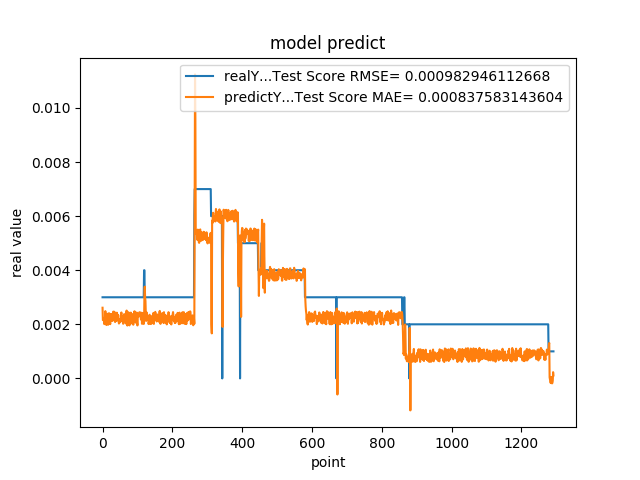 model predict
realY...Test Score RMSE= 0.000982946112668
predictY...Test Score MAE= 0.000837583143604
0.010
0.008
0.006
0.004
0.002
0.000
real value
0 200 400 600 800 1000 1200
point